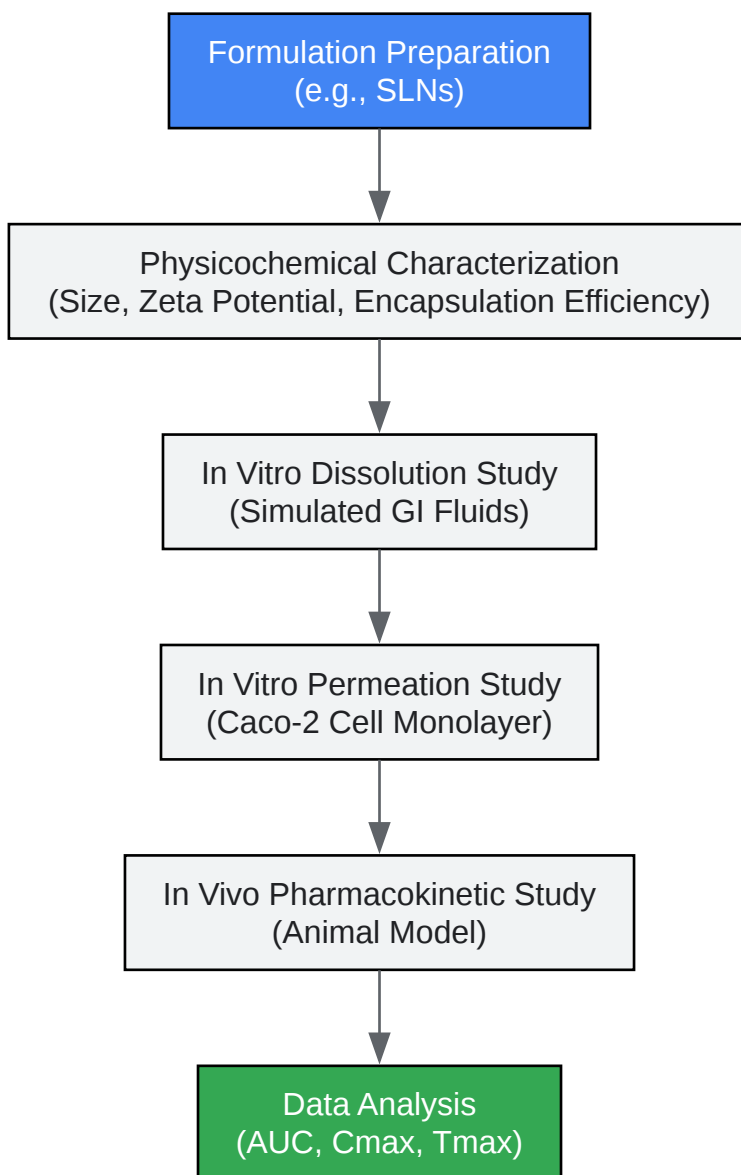 Formulation Preparation
(e.g., SLNs)
Physicochemical Characterization
(Size, Zeta Potential, Encapsulation Efficiency)
In Vitro Dissolution Study
(Simulated GI Fluids)
In Vitro Permeation Study
(Caco-2 Cell Monolayer)
In Vivo Pharmacokinetic Study
(Animal Model)
Data Analysis
(AUC, Cmax, Tmax)